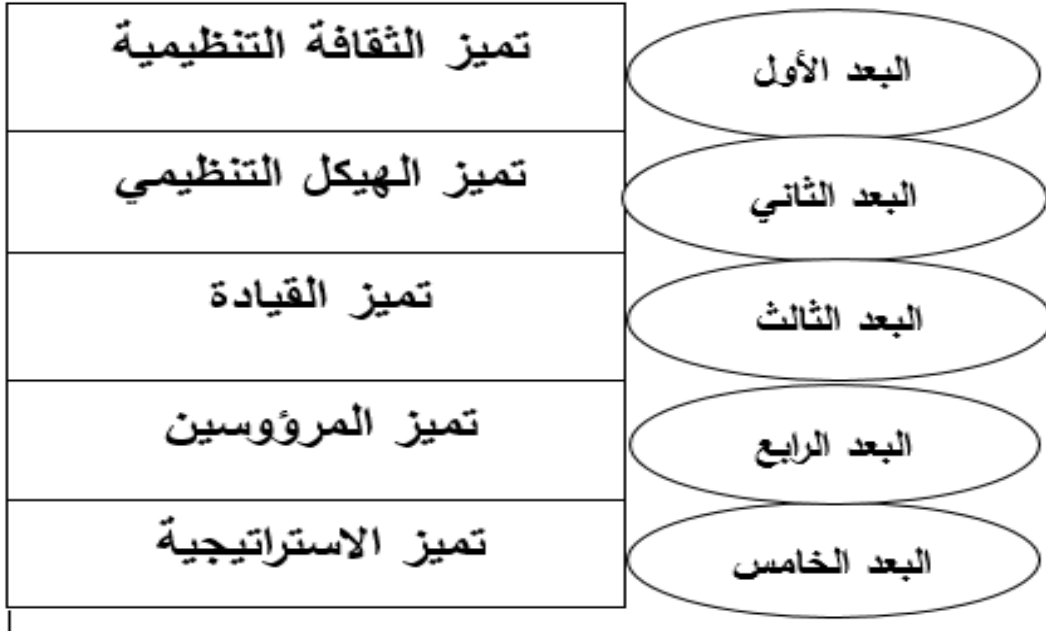 البعد الأول
تميز الثقافة التنظيمية
البعد الثاني
تميز الهيكل التنظيمي
البعد الثالث
تميز القيادة
البعد الرابع
تميز المرؤوسين
البعد الخامس
تميز الاستراتيجية